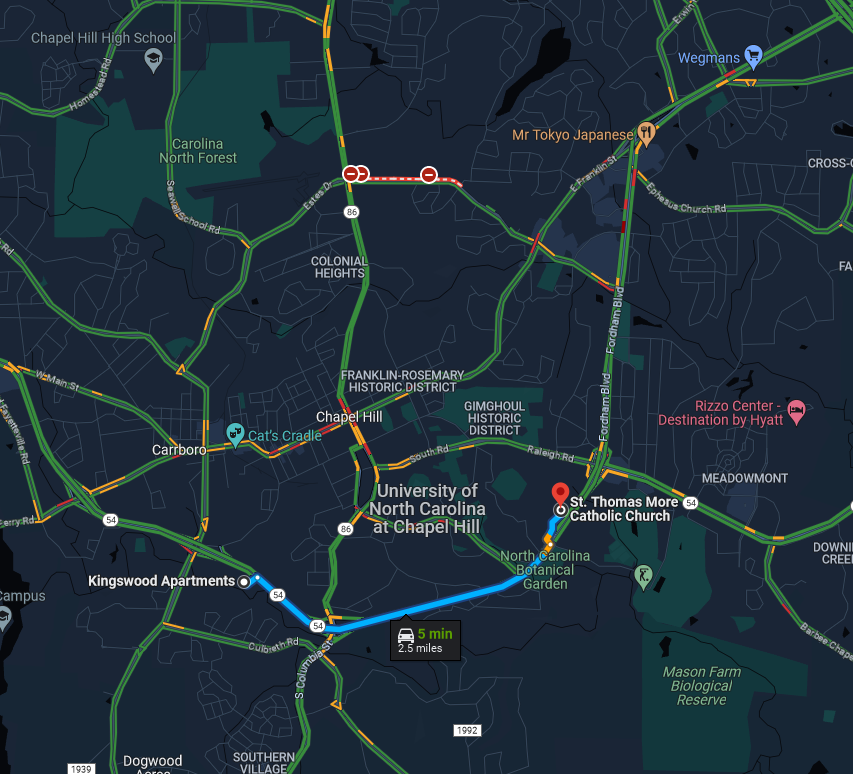 Chapel Hill High School
Erwin
Wegmans
Homestead Rd
Mr Tokyo Japanese
Carolina
North Forest
CROSS-C
E Franklin St
Estes Dr
Seawell School Rd
Ephesus Church Rd
86
Rd
COLONIAL
HEIGHTS
FA
Fordham Blvd
W Main St
FRANKLIN-ROSEMARY
HISTORIC DISTRICT
Fordham Blvd
Rizzo Center -
Destination by Hyatt
Chapel Hill
GIMGHOUL
HISTORIC
DISTRICT
d Fayetteville Rd
Cat's Cradle
Carrboro
South Rd
Raleigh Rd
MEADOWMONT
University of
North Carolina
at Chapel Hill
St. Thomas More
Catholic Church
54
54
Ferry Rd
86
DOWNI
CREE
North Carolina
Botanical
Garden
Kingswood Apartments
54
Campus
54
5 min
2.5 miles
Culbreth Rd
S Columbia St
Barbee Chape
Mason Farm
Biological
Reserve
1992
Dogwood
Acres
SOUTHERN
VILLAGE
1939